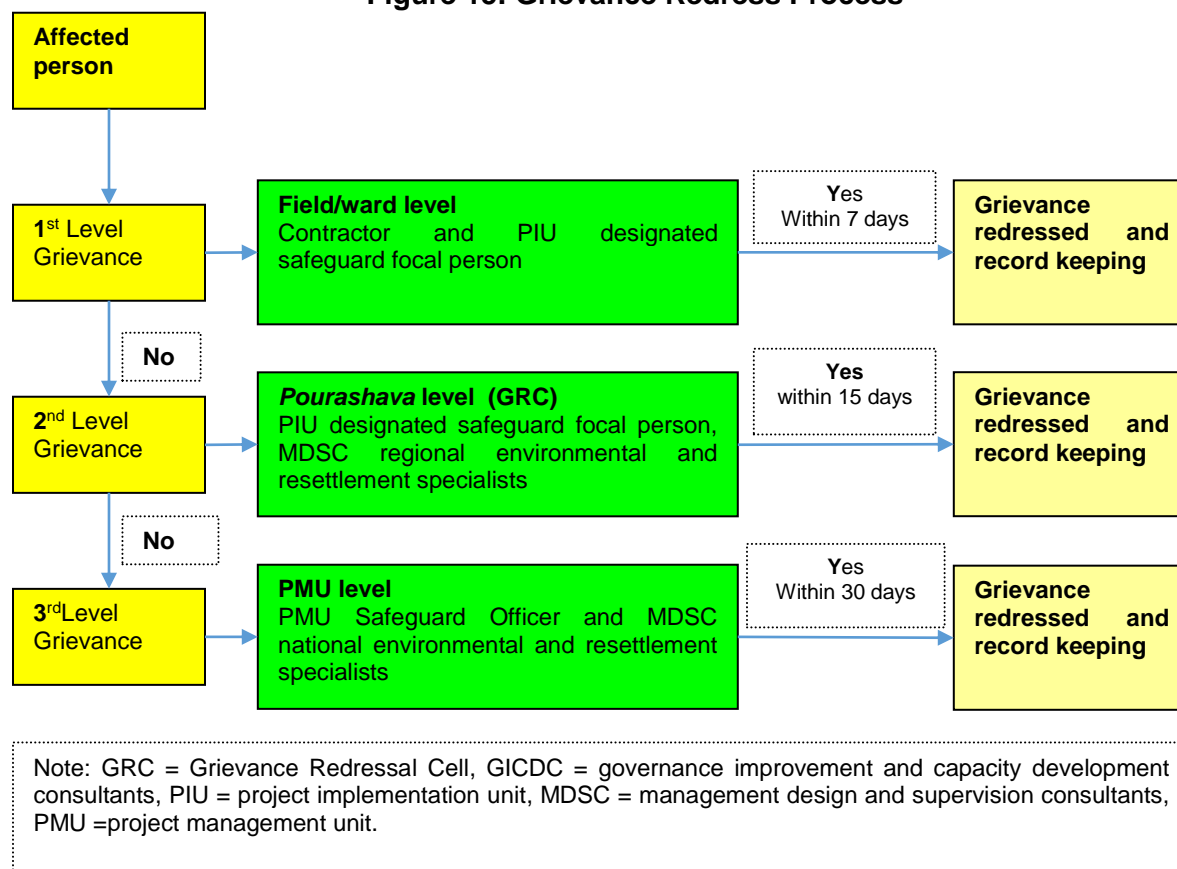 Affected
person
1st Level
Grievance
Field/ward level
Contractor and PIU designated
safeguard focal person
Yes
Within 7 days
Grievance
redressed and
record keeping
No
2nd Level
Grievance
Pourashava level (GRC)
PIU designated safeguard focal person,
MDSC regional environmental and
resettlement specialists
Yes
within 15 days
Grievance
redressed and
record keeping
No
3rdLevel
Grievance
PMU level
PMU Safeguard Officer and MDSC
national environmental and resettlement
specialists
Yes
Within 30 days
Grievance
redressed and
record keeping
Note: GRC = Grievance Redressal Cell, GICDC = governance improvement and capacity development
consultants, PIU = project implementation unit, MDSC = management design and supervision consultants,
PMU =project management unit.